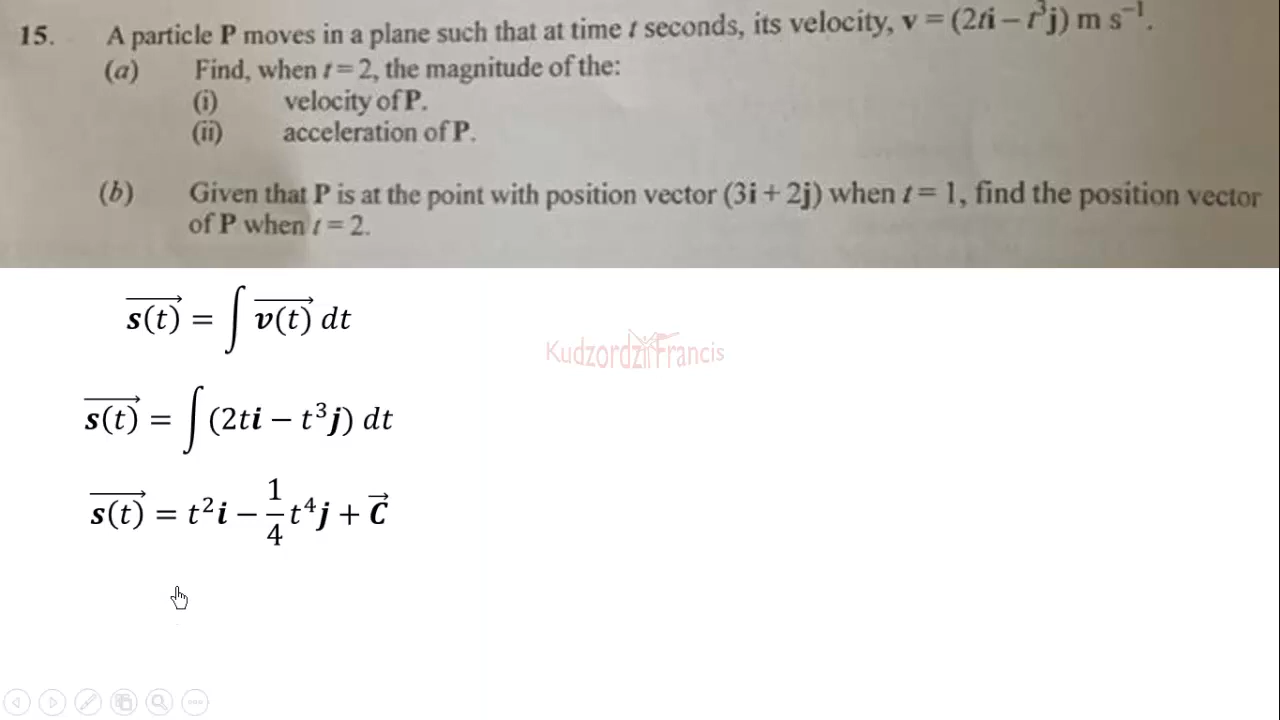 15. A particle P moves in a plane such that at time t seconds, its velocity, v = (2ti − t³j) m s⁻¹.
(a) Find, when t = 2, the magnitude of the:
(i) velocity of P.
(ii) acceleration of P.
(b) Given that P is at the point with position vector (3i + 2j) when t = 1, find the position vector
of P when t = 2.
s(t)⃗ = ∫ v(t)⃗ dt
Kudzordzi Francis
s(t)⃗ = ∫ (2ti − t³j) dt
s(t)⃗ = t²i − 1/4 t⁴j + C⃗